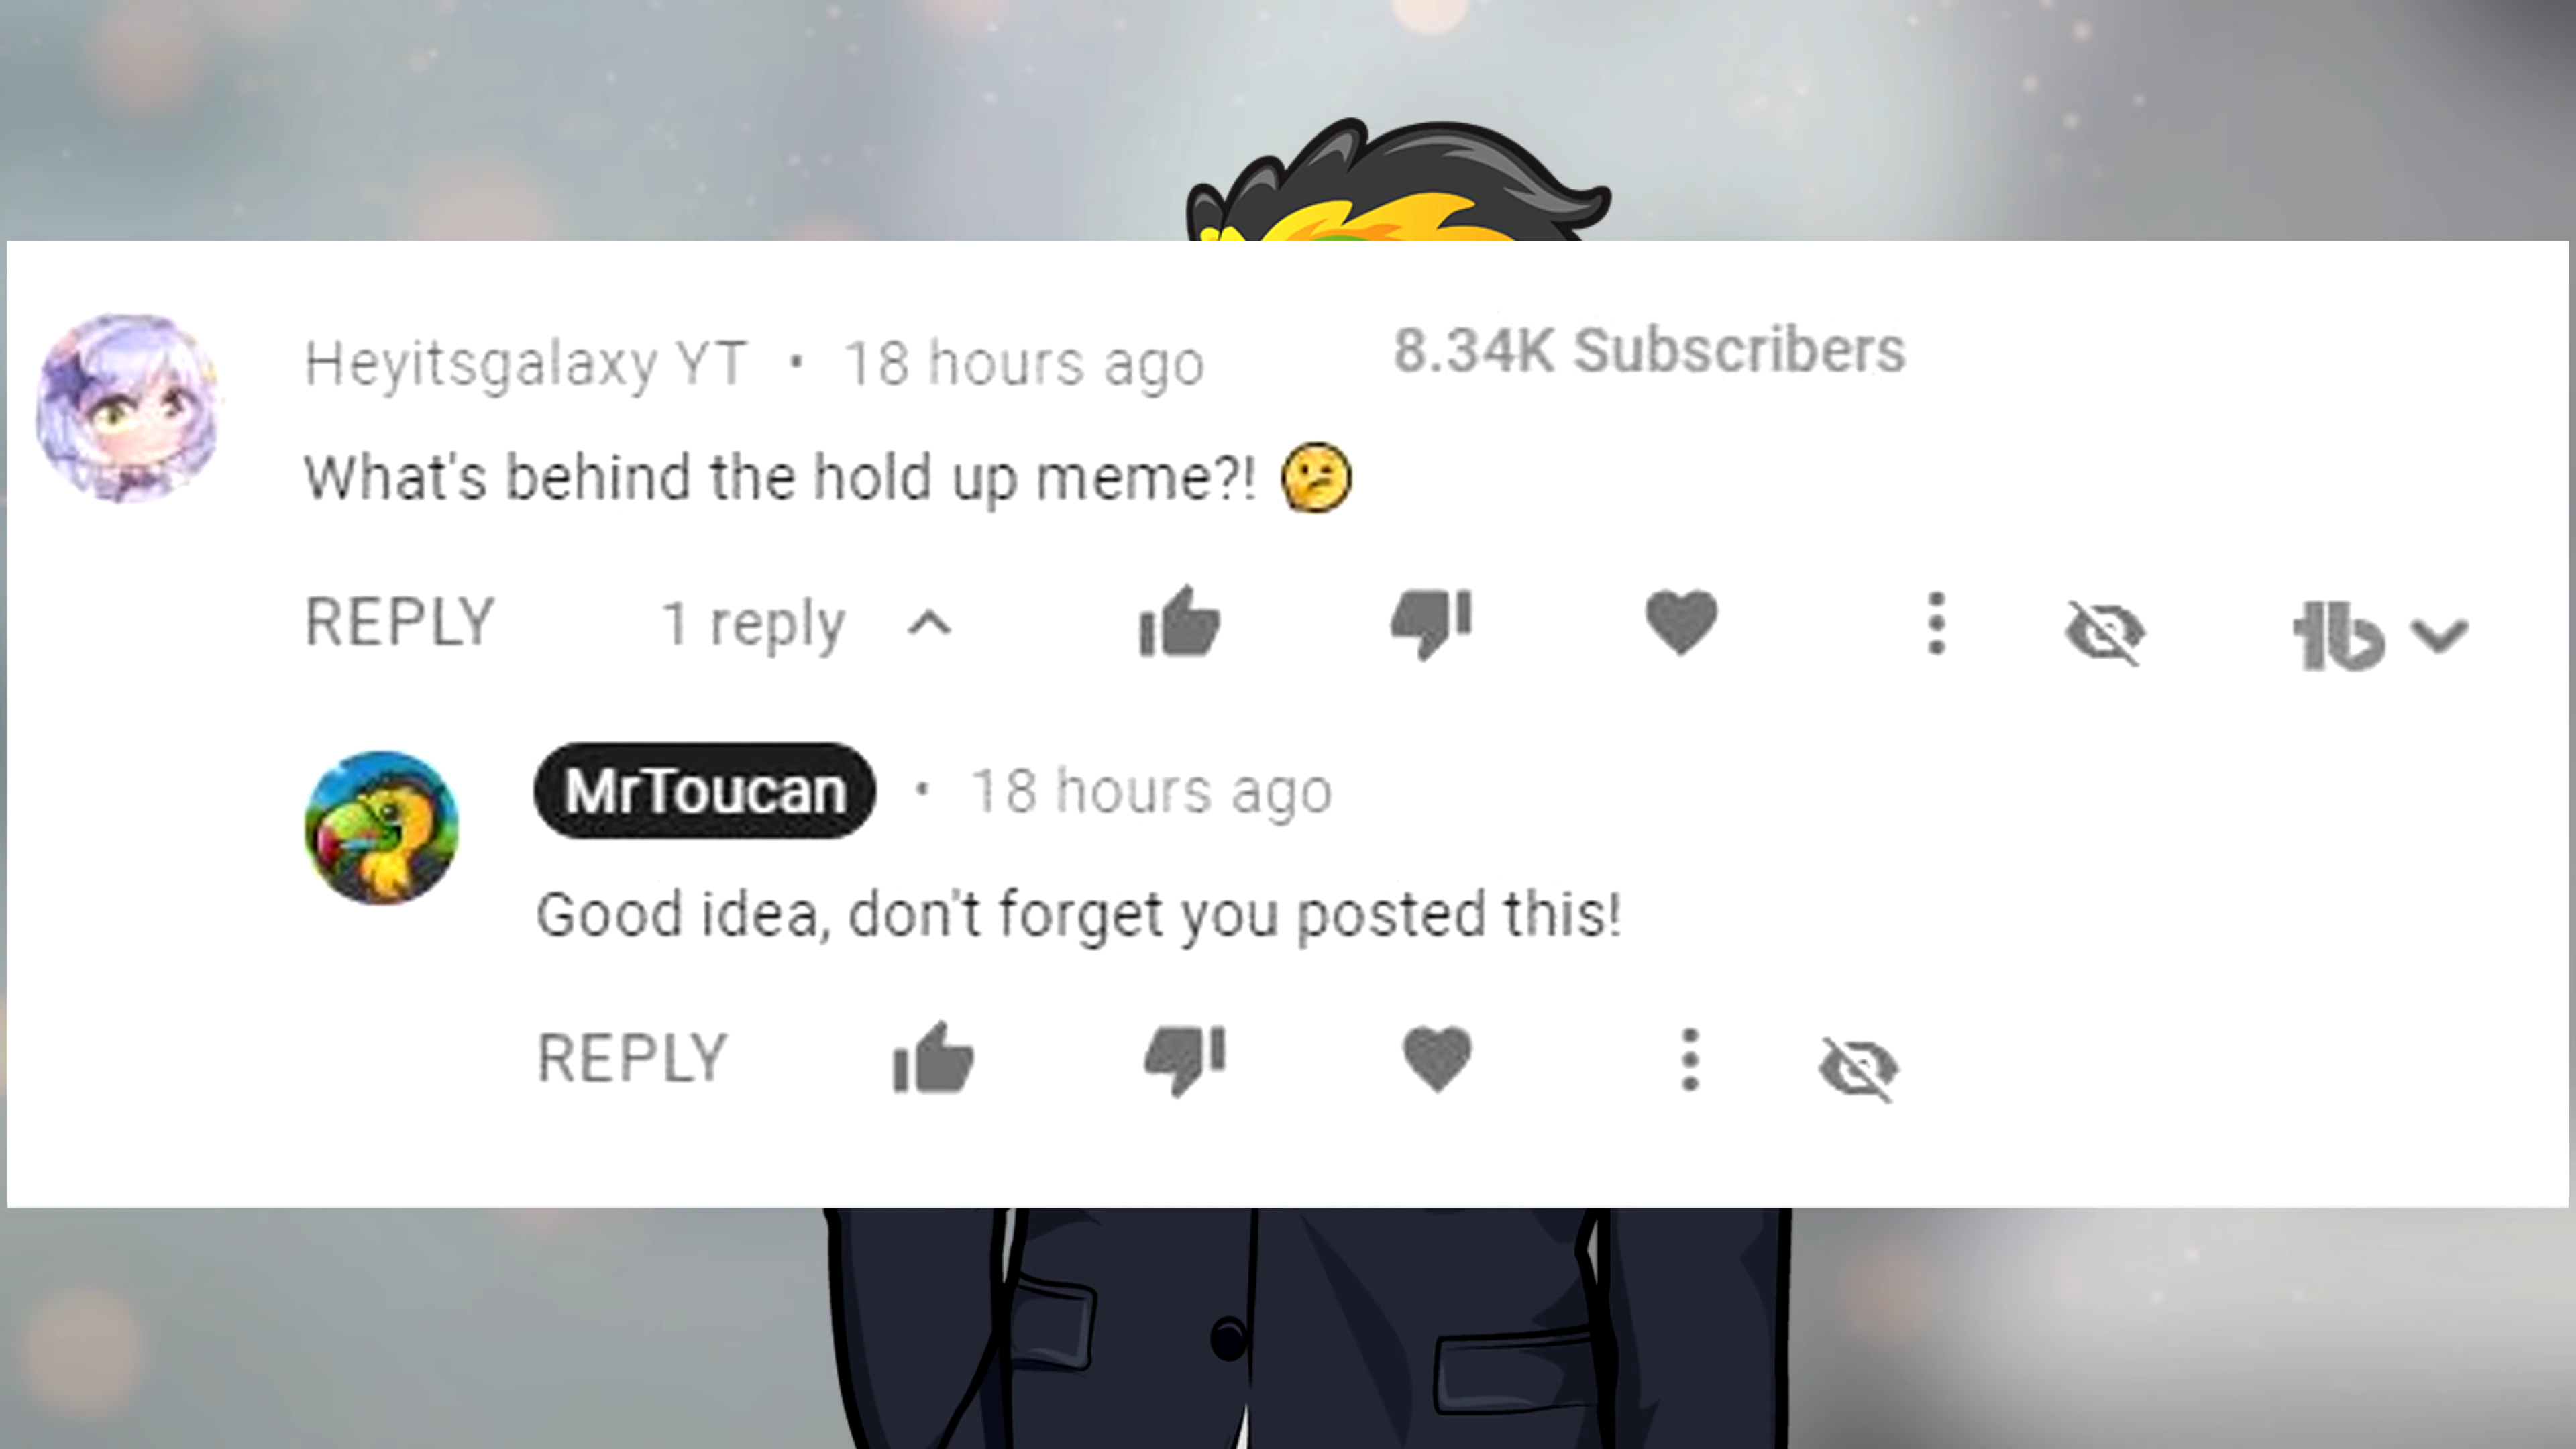 Heyitsgalaxy YT • 18 hours ago 8.34K Subscribers
What's behind the hold up meme?! 🤔
REPLY 1 reply
MrToucan • 18 hours ago
Good idea, don't forget you posted this!
REPLY